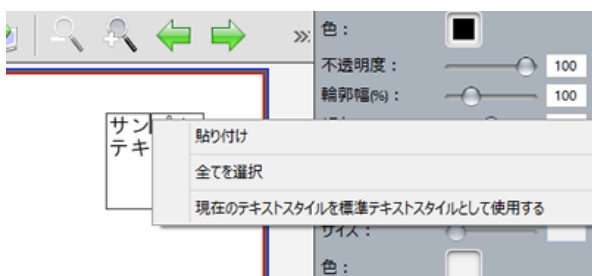 色：
不透明度：
100
輪郭幅(%)：
100
サン
テキ
貼り付け
全てを選択
現在のテキストスタイルを標準テキストスタイルとして使用する
サイズ：
色：